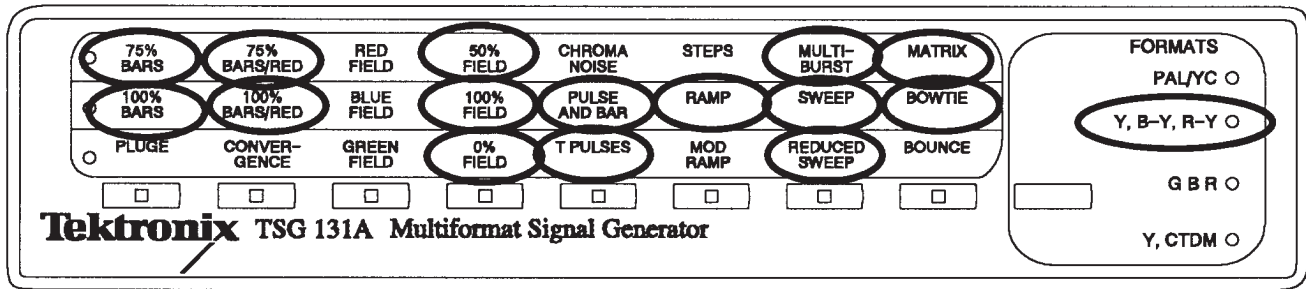 75% BARS
75% BARS/RED
RED FIELD
50% FIELD
CHROMA NOISE
STEPS
MULTI-BURST
MATRIX
100% BARS
100% BARS/RED
BLUE FIELD
100% FIELD
PULSE AND BAR
RAMP
SWEEP
BOWTIE
PLUGE
CONVER-GENCE
GREEN FIELD
0% FIELD
T PULSES
MOD RAMP
REDUCED SWEEP
BOUNCE
FORMATS
PAL/YC
Y, B-Y, R-Y
G B R
Y, CTDM
Tektronix TSG 131A Multiformat Signal Generator